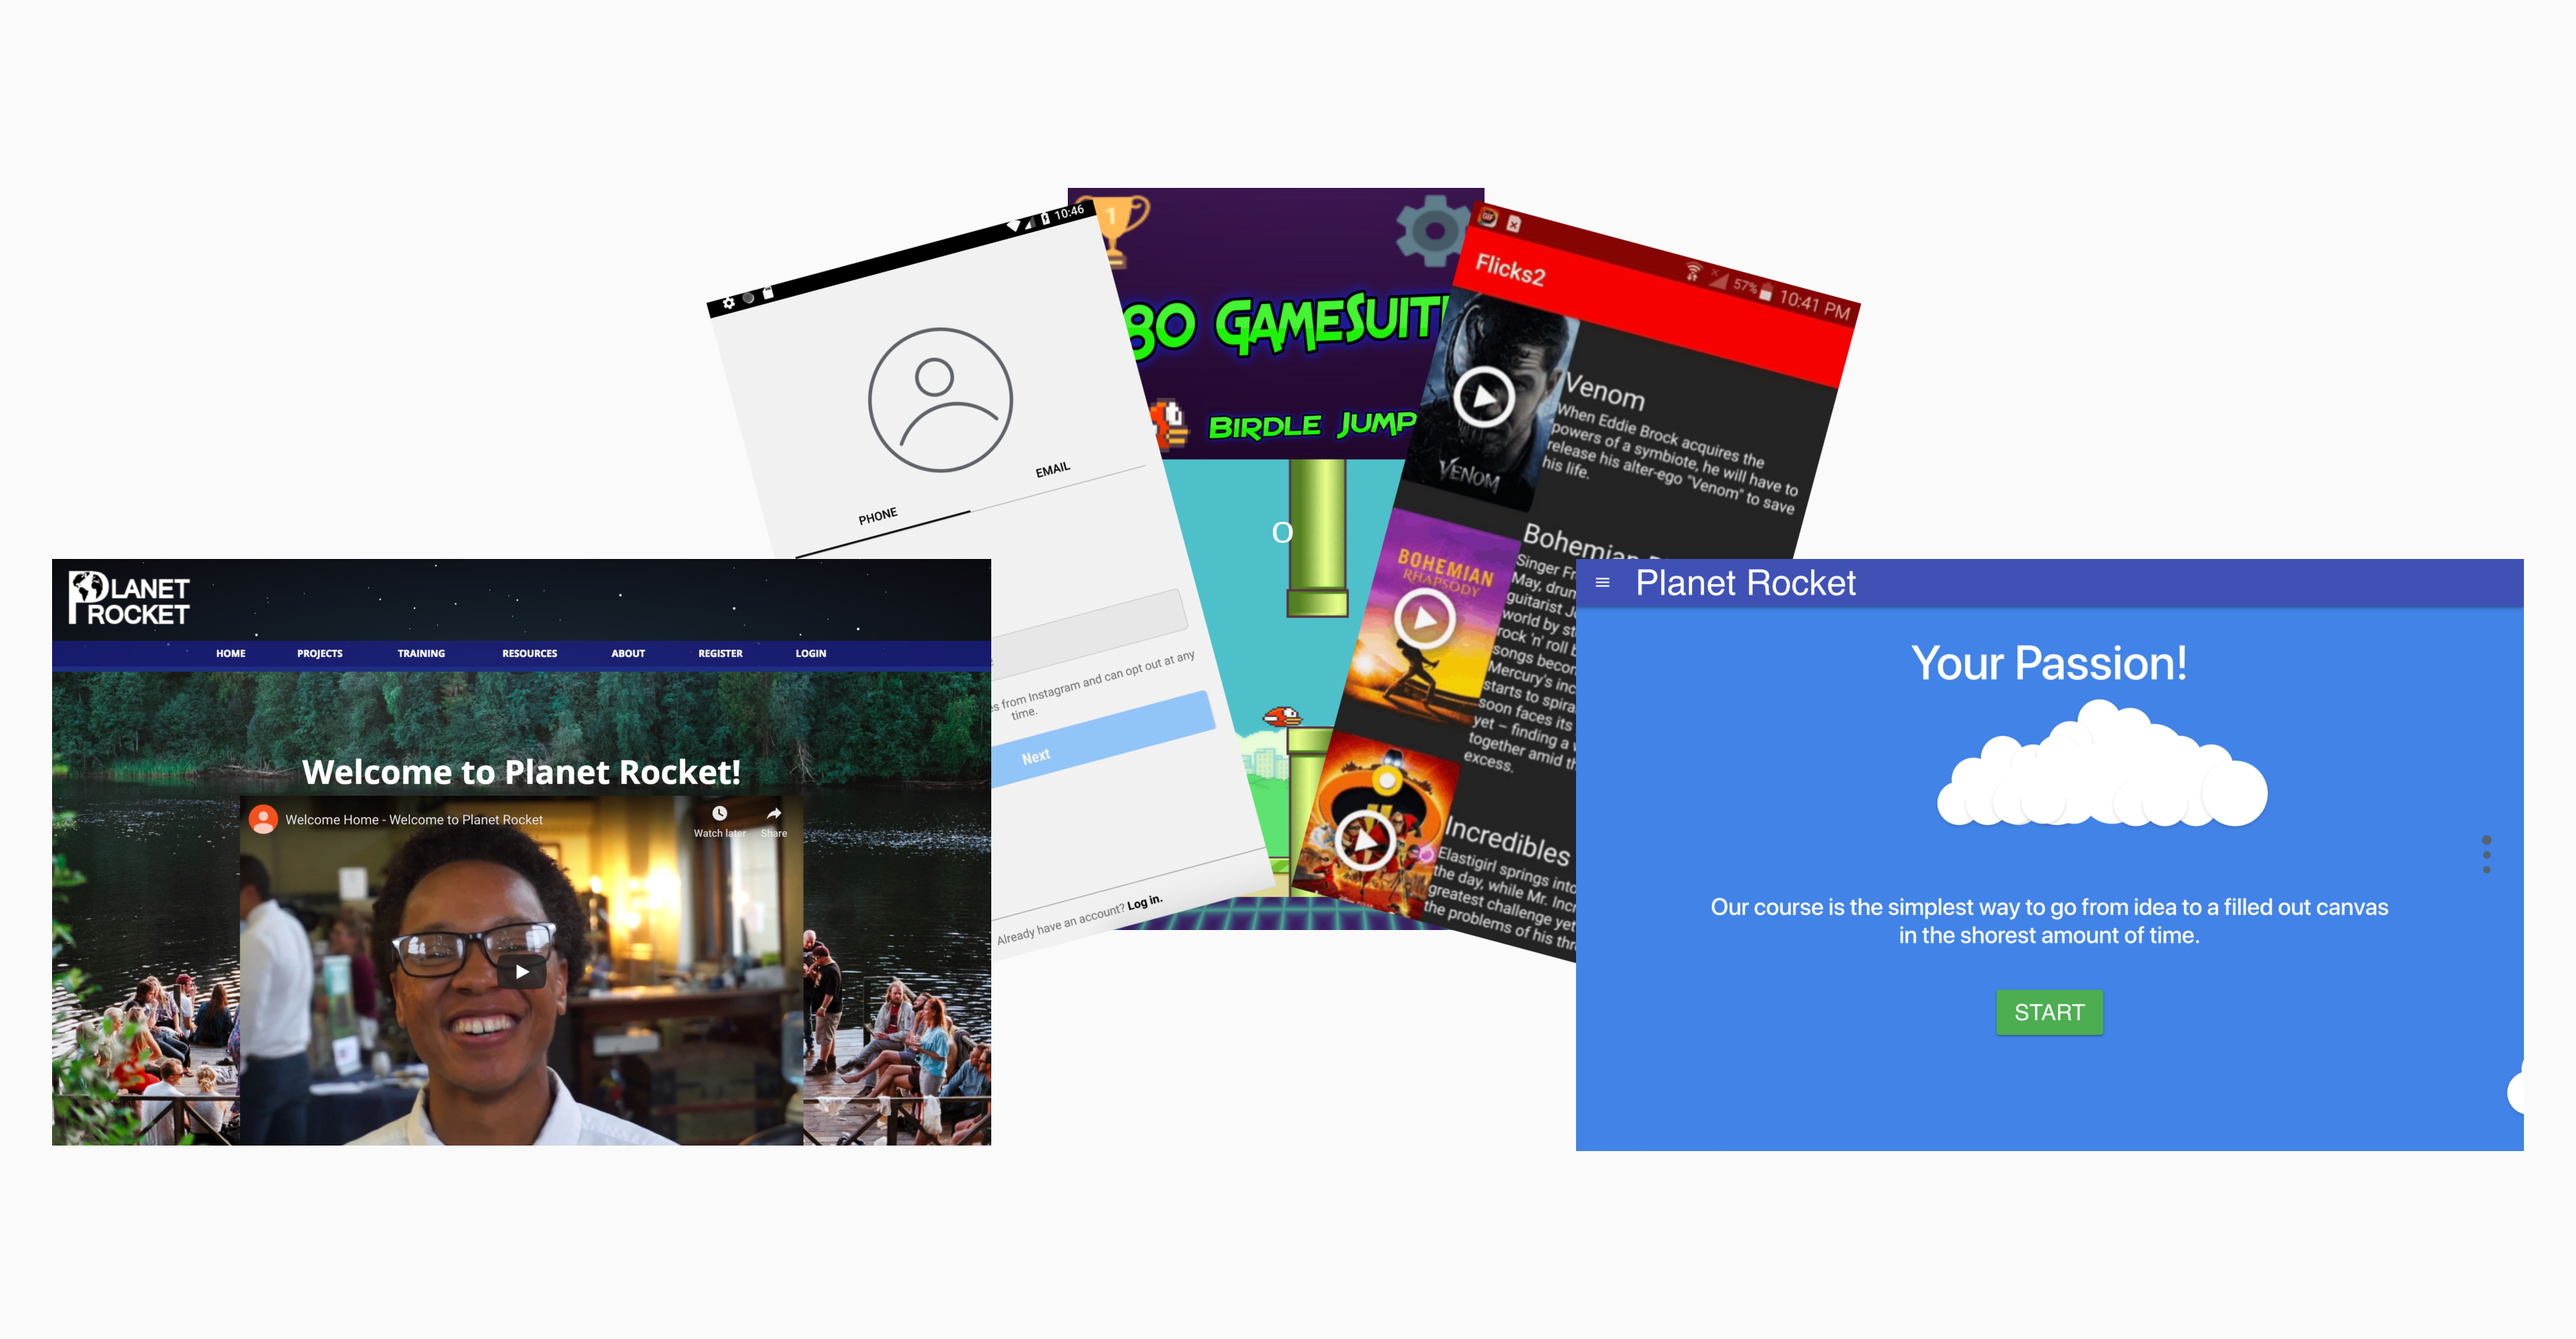 10:46
PHONE
EMAIL
s from Instagram and can opt out at any
time.
Next
Already have an account? Log in.
1
80 GAMESUIT
BIRDLE JUMP
0
57% 10:41 PM
Flicks2
Venom
When Eddie Brock acquires the
powers of a symbiote, he will have to
release his alter-ego "Venom" to save
his life.
VENOM
Bohemian
BOHEMIAN
RHAPSODY
Singer
May, drun
guitarist
world by
rock 'n' roll
songs
Mercury's inc
starts to spira
soon faces its
yet – finding a
together amid
excess.
Incredibles
Elastigirl springs into
the day, while Mr. Incr
greatest challenge yet
the problems of his
PLANET
ROCKET
HOME PROJECTS TRAINING RESOURCES ABOUT REGISTER LOGIN
Welcome to Planet Rocket!
Welcome Home - Welcome to Planet Rocket
Watch later Share
Planet Rocket
Your Passion!
Our course is the simplest way to go from idea to a filled out canvas
in the shorest amount of time.
START